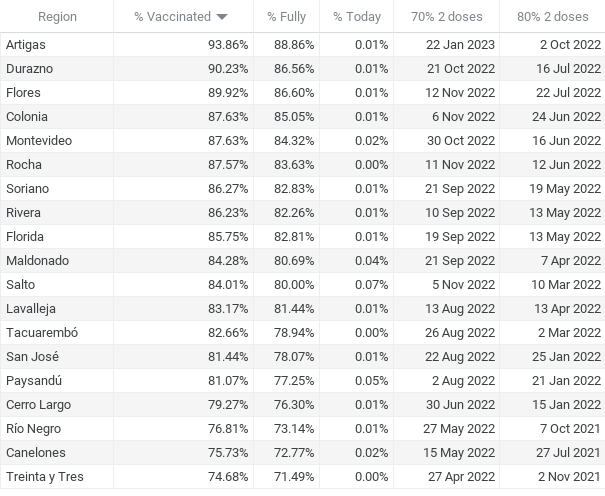 Region % Vaccinated % Fully % Today 70% 2 doses 80% 2 doses
Artigas 93.86% 88.86% 0.01% 22 Jan 2023 2 Oct 2022
Durazno 90.23% 86.56% 0.01% 21 Oct 2022 16 Jul 2022
Flores 89.92% 86.60% 0.01% 12 Nov 2022 22 Jul 2022
Colonia 87.63% 85.05% 0.01% 6 Nov 2022 24 Jun 2022
Montevideo 87.63% 84.32% 0.02% 30 Oct 2022 16 Jun 2022
Rocha 87.57% 83.63% 0.00% 11 Nov 2022 12 Jun 2022
Soriano 86.27% 82.83% 0.01% 21 Sep 2022 19 May 2022
Rivera 86.23% 82.26% 0.01% 10 Sep 2022 13 May 2022
Florida 85.75% 82.81% 0.01% 19 Sep 2022 13 May 2022
Maldonado 84.28% 80.69% 0.04% 21 Sep 2022 7 Apr 2022
Salto 84.01% 80.00% 0.07% 5 Nov 2022 10 Mar 2022
Lavalleja 83.17% 81.44% 0.01% 13 Aug 2022 13 Apr 2022
Tacuarembó 82.66% 78.94% 0.00% 26 Aug 2022 2 Mar 2022
San José 81.44% 78.07% 0.01% 22 Aug 2022 25 Jan 2022
Paysandú 81.07% 77.25% 0.05% 2 Aug 2022 21 Jan 2022
Cerro Largo 79.27% 76.30% 0.01% 30 Jun 2022 15 Jan 2022
Río Negro 76.81% 73.14% 0.01% 27 May 2022 7 Oct 2021
Canelones 75.73% 72.77% 0.02% 15 May 2022 27 Jul 2021
Treinta y Tres 74.68% 71.49% 0.00% 27 Apr 2022 2 Nov 2021